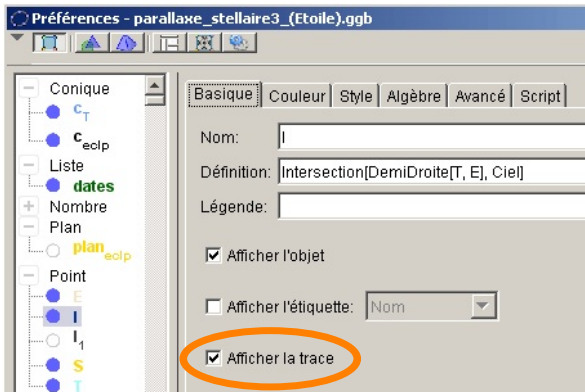 Préférences - parallaxe_stellaire3_(Etoile).ggb
Conique
c_T
c_eclp
Liste
dates
Nombre
Plan
plan_eclp
Point
E
I
I_1
S
T
Basique Couleur Style Algèbre Avancé Script
Nom: I
Définition: Intersection[DemiDroite[T, E], Ciel]
Légende:
Afficher l'objet
Afficher l'étiquette: Nom
Afficher la trace